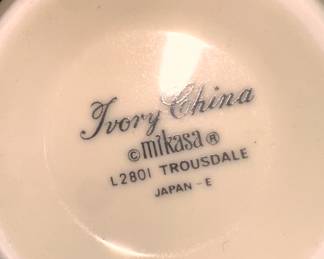 Ivory China
©mikasa®
L2801 TROUSDALE
JAPAN - E